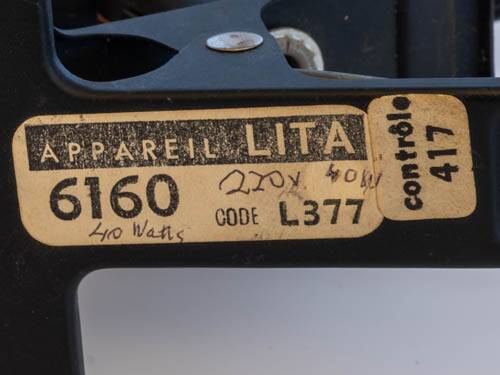 APPAREIL LITA
6160 220V 40W
CODE L377
40 Watts
contrôle
417